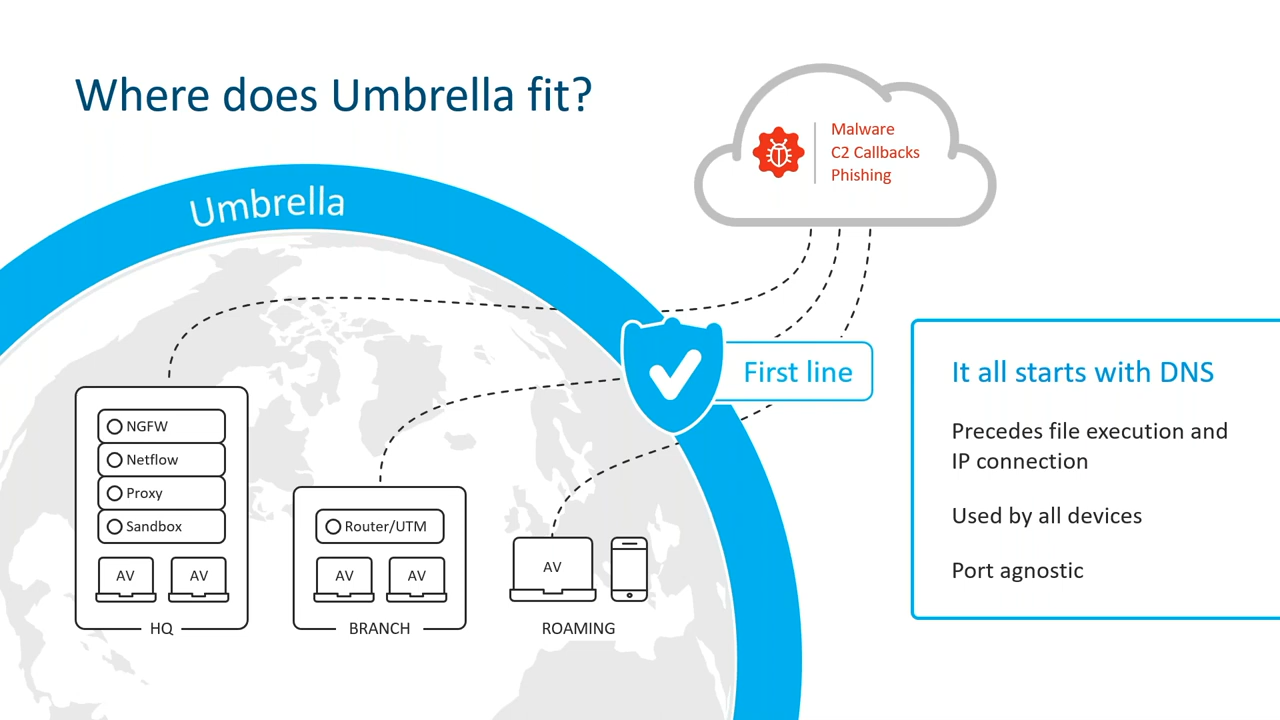 Where does Umbrella fit?
Malware
C2 Callbacks
Phishing
Umbrella
First line
It all starts with DNS
Precedes file execution and
IP connection
Used by all devices
Port agnostic
NGFW
Netflow
Proxy
Sandbox
AV
AV
HQ
Router/UTM
AV
AV
BRANCH
AV
ROAMING